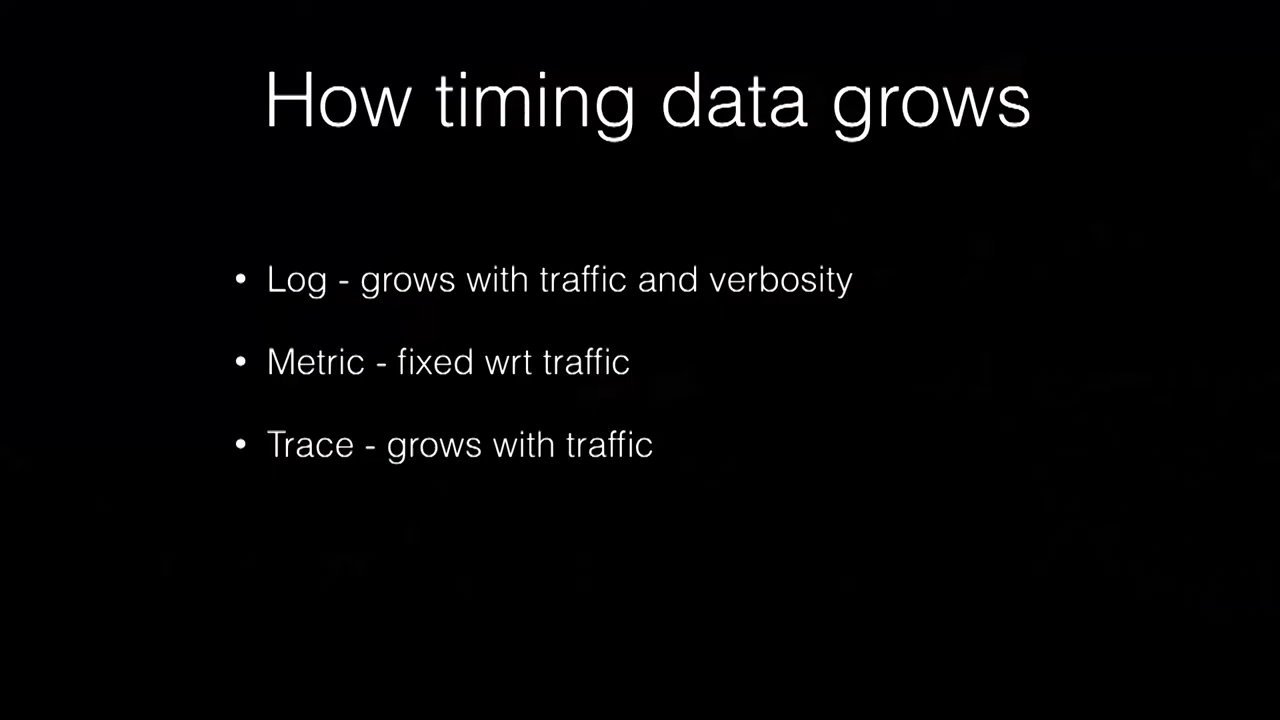 How timing data grows
• Log - grows with traffic and verbosity
• Metric - fixed wrt traffic
• Trace - grows with traffic